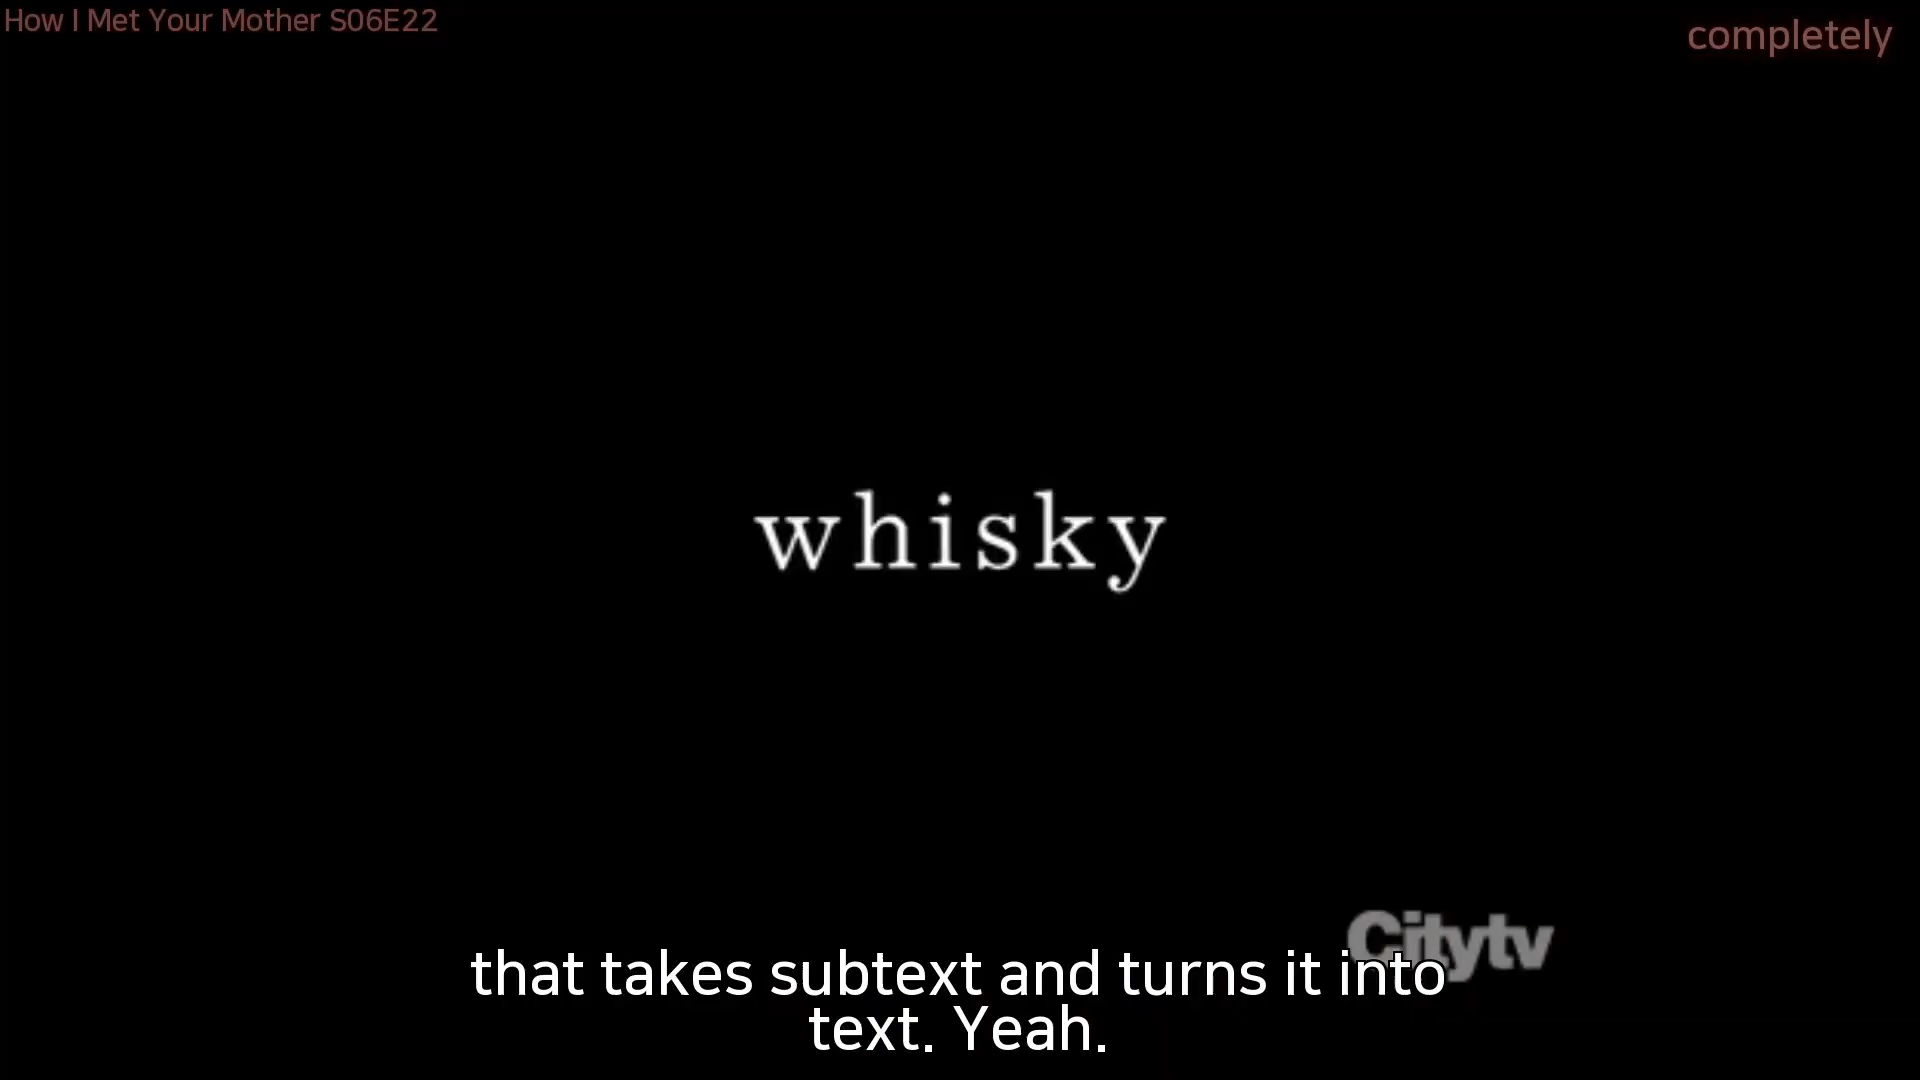 How I Met Your Mother S06E22
completely
whisky
Citytv
that takes subtext and turns it into
text. Yeah.